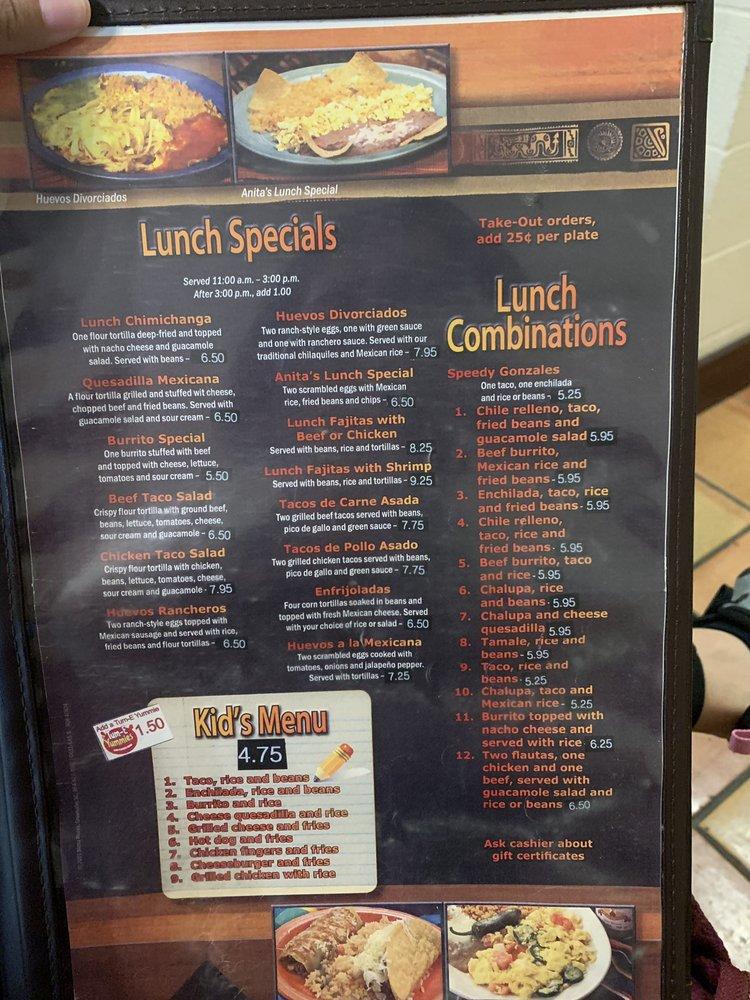 Huevos Divorciados
Anita's Lunch Special
Lunch Specials
Served 11:00 a.m. – 3:00 p.m.
After 3:00 p.m., add 1.00
Lunch Chimichanga
One flour tortilla deep-fried and topped
with nacho cheese and guacamole
salad. Served with beans – 6.50
Quesadilla Mexicana
A flour tortilla grilled and stuffed wit cheese,
chopped beef and fried beans. Served with
guacamole salad and sour cream – 6.50
Burrito Special
One burrito stuffed with beef
and topped with cheese, lettuce,
tomatoes and sour cream – 5.50
Beef Taco Salad
Crispy flour tortilla with ground beef,
beans, lettuce, tomatoes, cheese,
sour cream and guacamole – 6.50
Chicken Taco Salad
Crispy flour tortilla with chicken,
beans, lettuce, tomatoes, cheese,
sour cream and guacamole · 7.95
Huevos Rancheros
Two ranch-style eggs topped with
Mexican sausage and served with rice,
fried beans and flour tortillas – 6.50
Huevos Divorciados
Two ranch-style eggs, one with green sauce
and one with ranchero sauce. Served with our
traditional chilaquiles and Mexican rice – 7.95
Anita's Lunch Special
Two scrambled eggs with Mexican
rice, fried beans and chips – 6.50
Lunch Fajitas with
Beef or Chicken
Served with beans, rice and tortillas – 8.25
Lunch Fajitas with Shrimp
Served with beans, rice and tortillas – 9.25
Tacos de Carne Asada
Two grilled beef tacos served with beans,
pico de gallo and green sauce – 7.75
Tacos de Pollo Asado
Two grilled chicken tacos served with beans,
pico de gallo and green sauce – 7.75
Enfrijoladas
Four corn tortillas soaked in beans and
topped with fresh Mexican cheese. Served
with your choice of rice or salad – 6.50
Huevos a la Mexicana
Two scrambled eggs cooked with
tomatoes, onions and jalapeño pepper.
Served with tortillas – 7.25
Take-Out orders,
add 25¢ per plate
Lunch
Combinations
Speedy Gonzales
One taco, one enchilada
and rice or beans – 5.25
1. Chile relleno, taco,
fried beans and
guacamole salad 5.95
2. Beef burrito,
Mexican rice and
fried beans - 5.95
3. Enchilada, taco, rice
and fried beans - 5.95
4. Chile relleno,
taco, rice and
fried beans · 5.95
5. Beef burrito, taco
and rice - 5.95
6. Chalupa, rice
and beans · 5.95
7. Chalupa and cheese
quesadilla 5.95
8. Tamale, rice and
beans - 5.95
9. Taco, rice and
beans · 5.25
10. Chalupa, taco and
Mexican rice - 5.25
11. Burrito topped with
nacho cheese and
served with rice 6.25
12. Two flautas, one
chicken and one
beef, served with
guacamole salad and
rice or beans 6.50
Ask cashier about
gift certificates
Add a Tum-E Yummie
Tum-E
Yummies
1.50
Kid's Menu
4.75
1. Taco, rice and beans
2. Enchilada, rice and beans
3. Burrito and rice
4. Cheese quesadilla and rice
5. Grilled cheese and fries
6. Hot dog and fries
7. Chicken fingers and fries
8. Cheeseburger and fries
9. Grilled chicken with rice